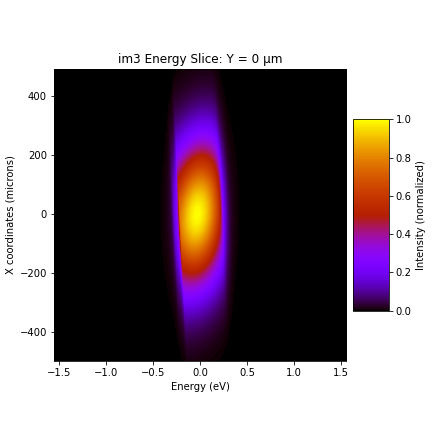 im3 Energy Slice: Y = 0 μm
X coordinates (microns)
400
200
0
−200
−400
−1.5 −1.0 −0.5 0.0 0.5 1.0 1.5
Energy (eV)
1.0
0.8
0.6
0.4
0.2
0.0
Intensity (normalized)